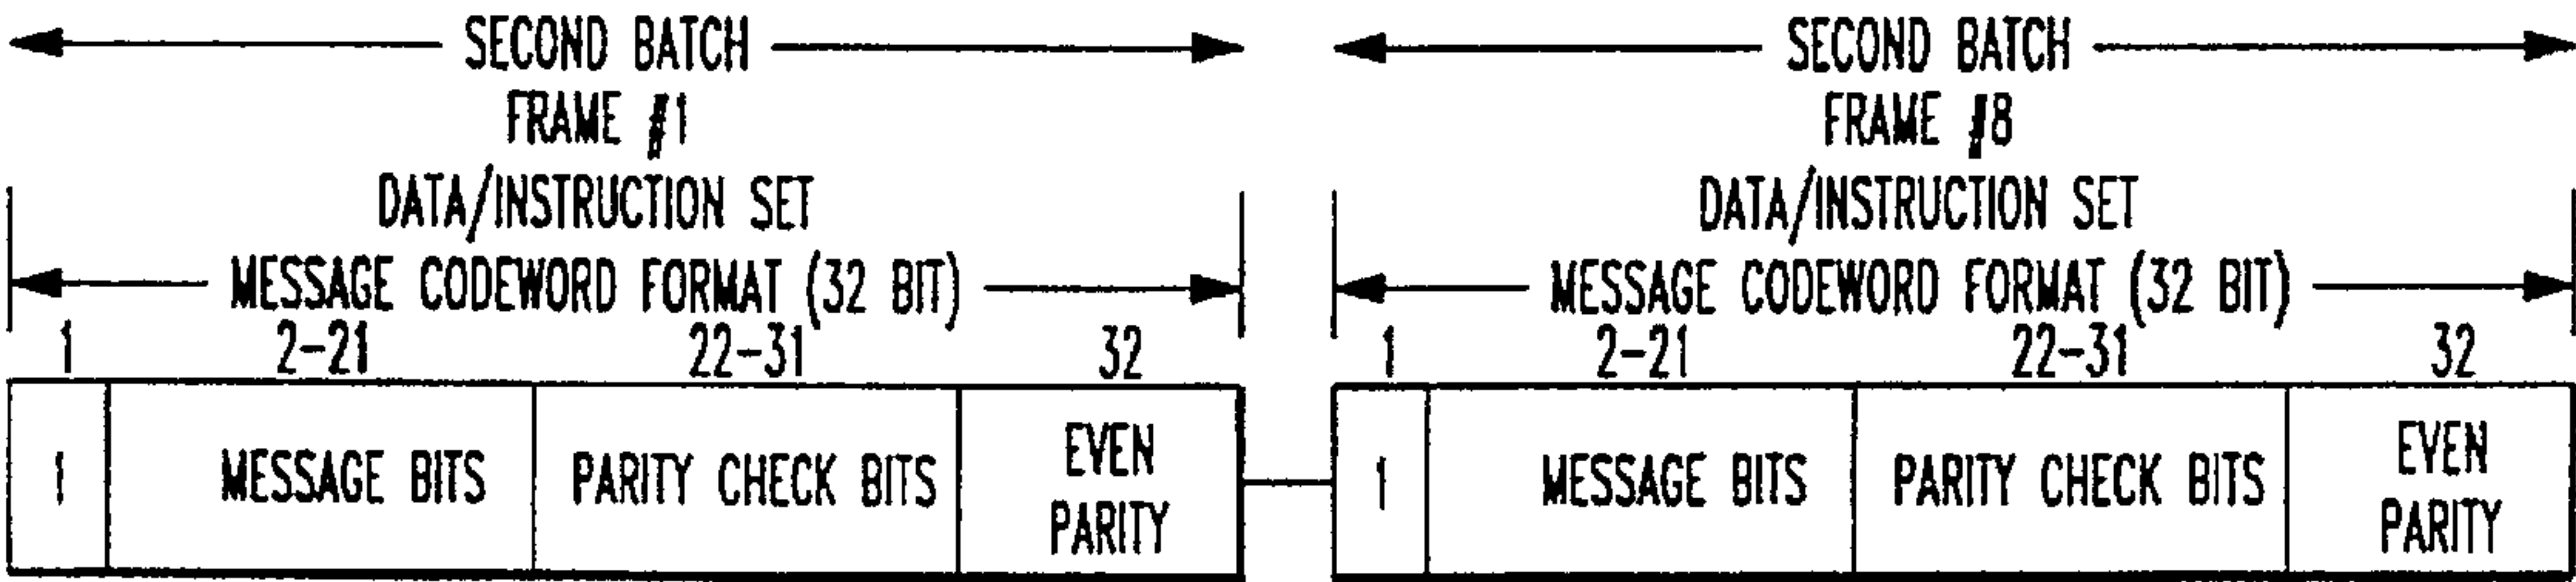 SECOND BATCH SECOND BATCH
FRAME #1 FRAME #8
DATA/INSTRUCTION SET DATA/INSTRUCTION SET
MESSAGE CODEWORD FORMAT (32 BIT) MESSAGE CODEWORD FORMAT (32 BIT)
1 2-21 22-31 32 1 2-21 22-31 32
1 MESSAGE BITS PARITY CHECK BITS EVEN PARITY 1 MESSAGE BITS PARITY CHECK BITS EVEN PARITY